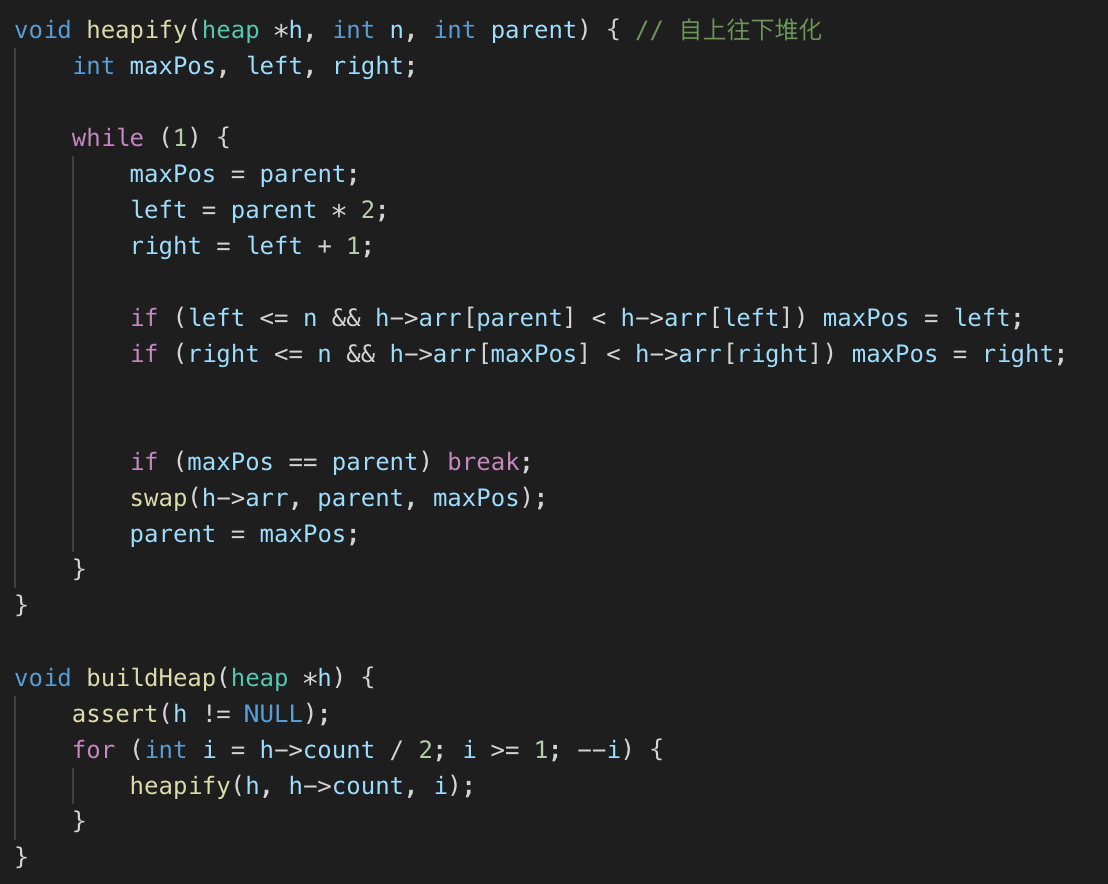 void heapify(heap *h, int n, int parent) { // 自上往下堆化
    int maxPos, left, right;
    while (1) {
        maxPos = parent;
        left = parent * 2;
        right = left + 1;
        if (left <= n && h->arr[parent] < h->arr[left]) maxPos = left;
        if (right <= n && h->arr[maxPos] < h->arr[right]) maxPos = right;
        if (maxPos == parent) break;
        swap(h->arr, parent, maxPos);
        parent = maxPos;
    }
}
void buildHeap(heap *h) {
    assert(h != NULL);
    for (int i = h->count / 2; i >= 1; --i) {
        heapify(h, h->count, i);
    }
}